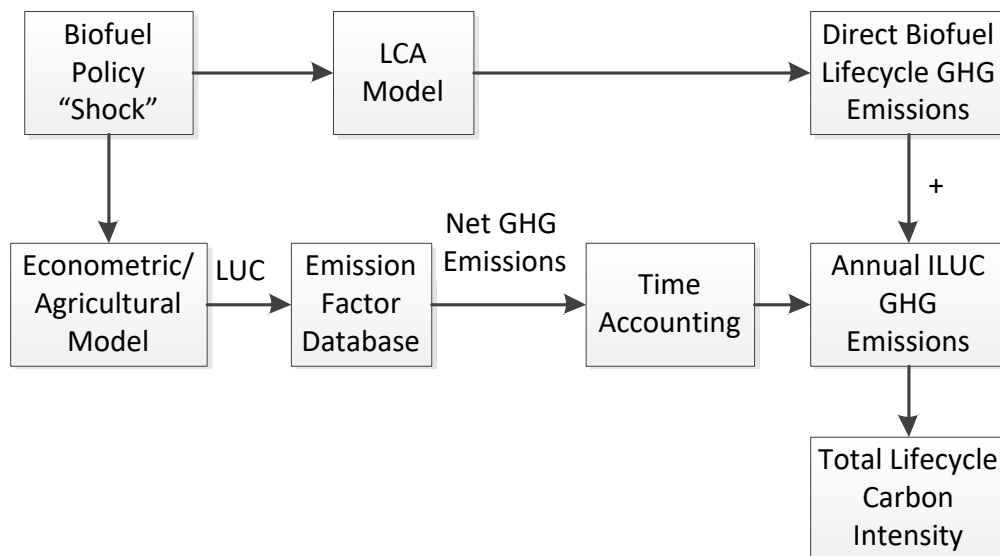 Biofuel
Policy
“Shock”
LCA
Model
Direct Biofuel
Lifecycle GHG
Emissions
+
Econometric/
Agricultural
Model
LUC
Emission
Factor
Database
Net GHG
Emissions
Time
Accounting
Annual ILUC
GHG
Emissions
Total Lifecycle
Carbon
Intensity